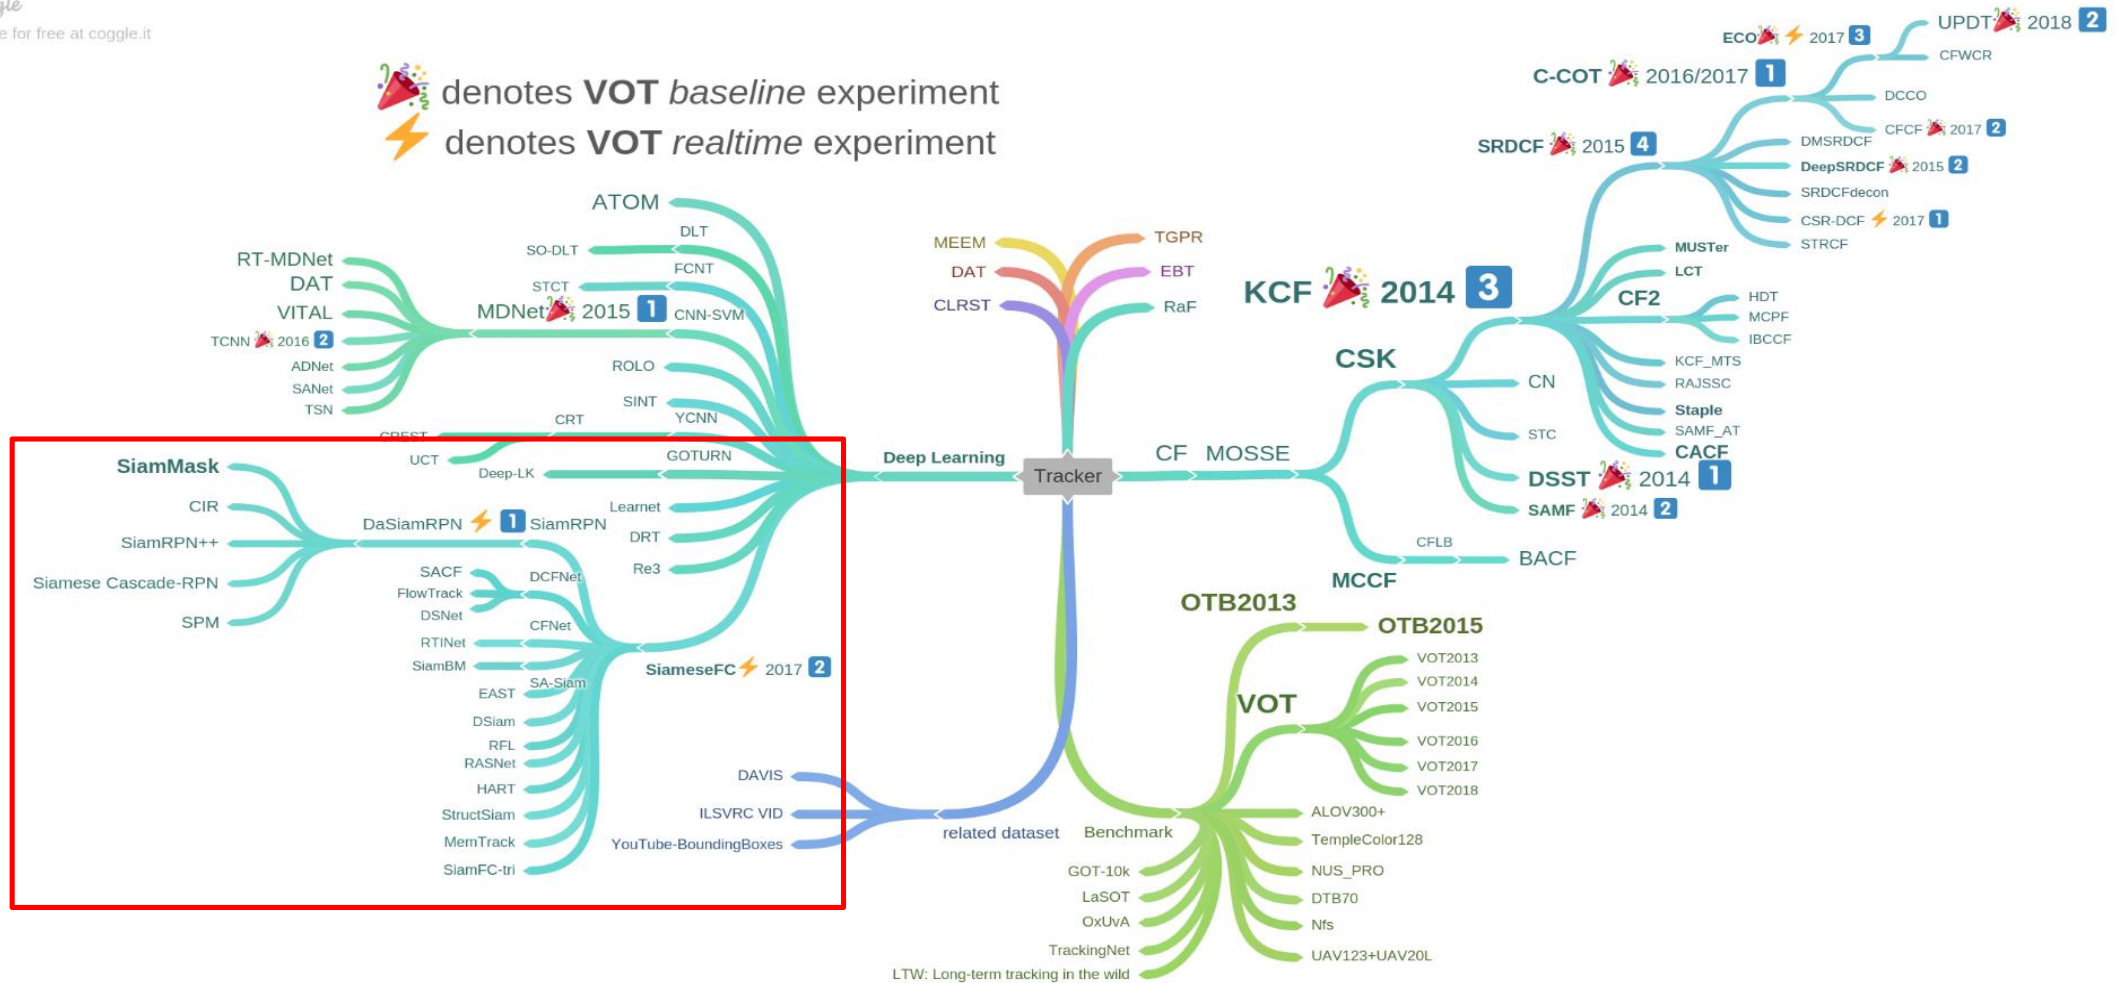 e for free at coggle.it
denotes VOT baseline experiment
denotes VOT realtime experiment
ATOM
DLT
SO-DLT
FCNT
STCT
RT-MDNet
DAT
VITAL
TCNN 2016 2
ADNet
SANet
TSN
MDNet 2015 1
CNN-SVM
ROLO
SINT
YCNN
CRT
CREST
UCT
GOTURN
Deep-LK
Learnet
DRT
Re3
Deep Learning
SiamMask
CIR
SiamRPN++
Siamese Cascade-RPN
SPM
DaSiamRPN 1 SiamRPN
SACF
FlowTrack
DSNet
DCFNet
CFNet
RTINet
SiamBM
SA-Siam
EAST
DSiam
RFL
RASNet
HART
StructSiam
MemTrack
SiamFC-tri
SiameseFC 2017 2
DAVIS
ILSVRC VID
YouTube-BoundingBoxes
related dataset
MEEM
DAT
CLRST
TGPR
EBT
RaF
Tracker
CF MOSSE
CSK
KCF 2014 3
SRDCF 2015 4
C-COT 2016/2017 1
ECO 2017 3
UPDT 2018 2
CFWCR
DCCO
CFCF 2017 2
DMSRDCF
DeepSRDCF 2015 2
SRDCFdecon
CSR-DCF 2017 1
STRCF
MUSTer
LCT
CF2
HDT
MCPF
IBCCF
KCF_MTS
RAJSSC
Staple
SAMF_AT
CACF
CN
STC
DSST 2014 1
SAMF 2014 2
MCCF
CFLB
BACF
OTB2013
OTB2015
VOT
VOT2013
VOT2014
VOT2015
VOT2016
VOT2017
VOT2018
Benchmark
ALOV300+
TempleColor128
NUS_PRO
DTB70
Nfs
UAV123+UAV20L
GOT-10k
LaSOT
OxUvA
TrackingNet
LTW: Long-term tracking in the wild